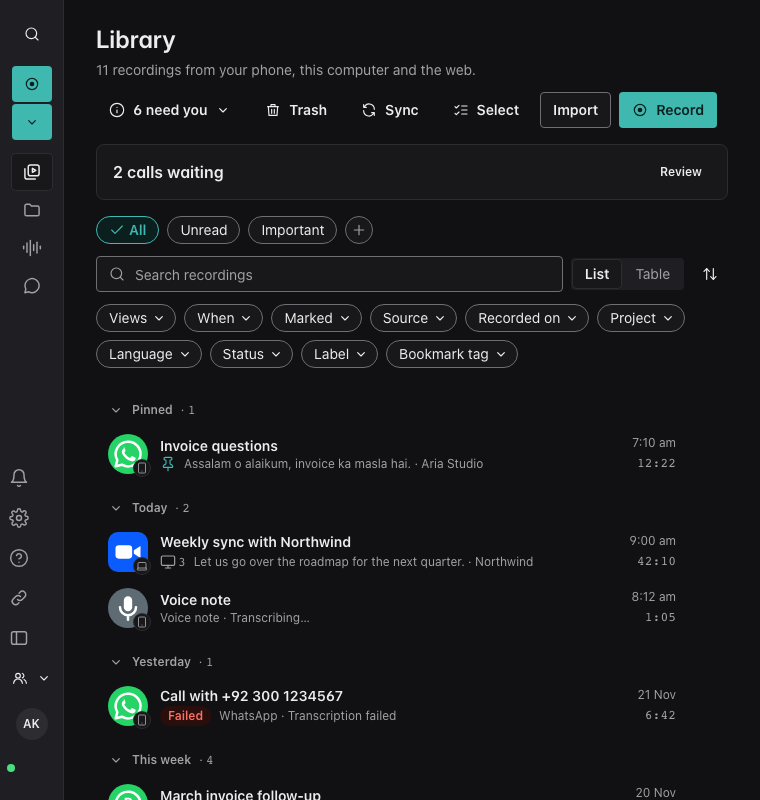 Library
11 recordings from your phone, this computer and the web.
6 need you
Trash
Sync
Select
Import
Record
2 calls waiting
Review
All
Unread
Important
Search recordings
List
Table
Views
When
Marked
Source
Recorded on
Project
Language
Status
Label
Bookmark tag
Pinned · 1
Invoice questions
7:10 am
Assalam o alaikum, invoice ka masla hai. · Aria Studio
12:22
Today · 2
Weekly sync with Northwind
9:00 am
3 Let us go over the roadmap for the next quarter. · Northwind
42:10
Voice note
8:12 am
Voice note · Transcribing…
1:05
Yesterday · 1
Call with +92 300 1234567
21 Nov
Failed WhatsApp · Transcription failed
6:42
This week · 4
March invoice follow-up
20 Nov
AK